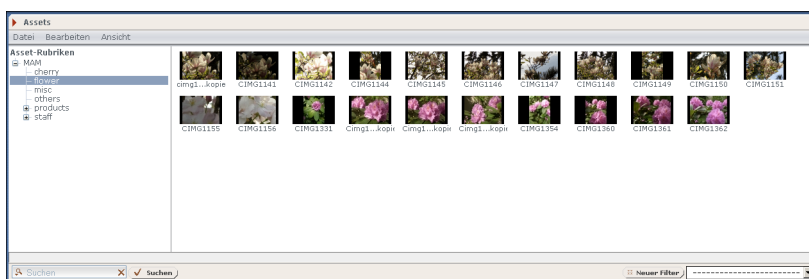 Assets
Datei Bearbeiten Ansicht
Asset-Rubriken
MAM
cherry
flower
misc
others
products
staff
cimg1...kopie CIMG1141 CIMG1142 CIMG1144 CIMG1145 CIMG1146 CIMG1147 CIMG1148 CIMG1149 CIMG1150 CIMG1151
CIMG1155 CIMG1156 CIMG1331 Cimg1...kopie Cimg1...kopie Cimg1...kopie CIMG1354 CIMG1360 CIMG1361 CIMG1362
Suchen Suchen Neuer Filter ------------------------